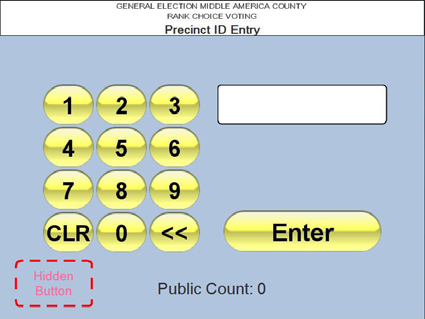 GENERAL ELECTION MIDDLE AMERICA COUNTY
RANK CHOICE VOTING
Precinct ID Entry
1 2 3
4 5 6
7 8 9
CLR 0 << Enter
Hidden
Button
Public Count: 0